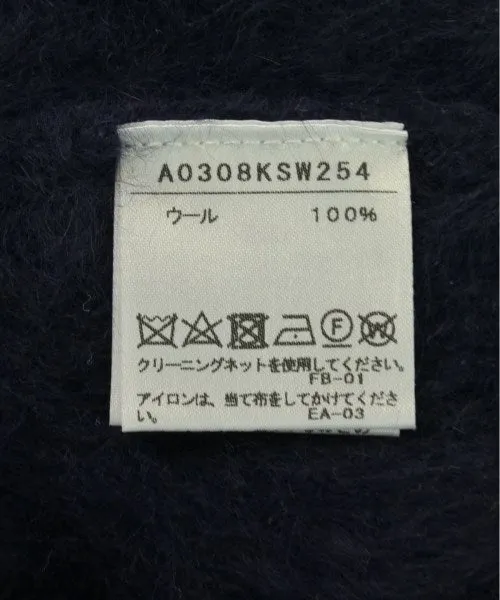 A0308KSW254
ウール 100%
F W
クリーニングネットを使用してください。
FB-01
アイロンは、当て布をしてかけてくださ
い。 EA-03